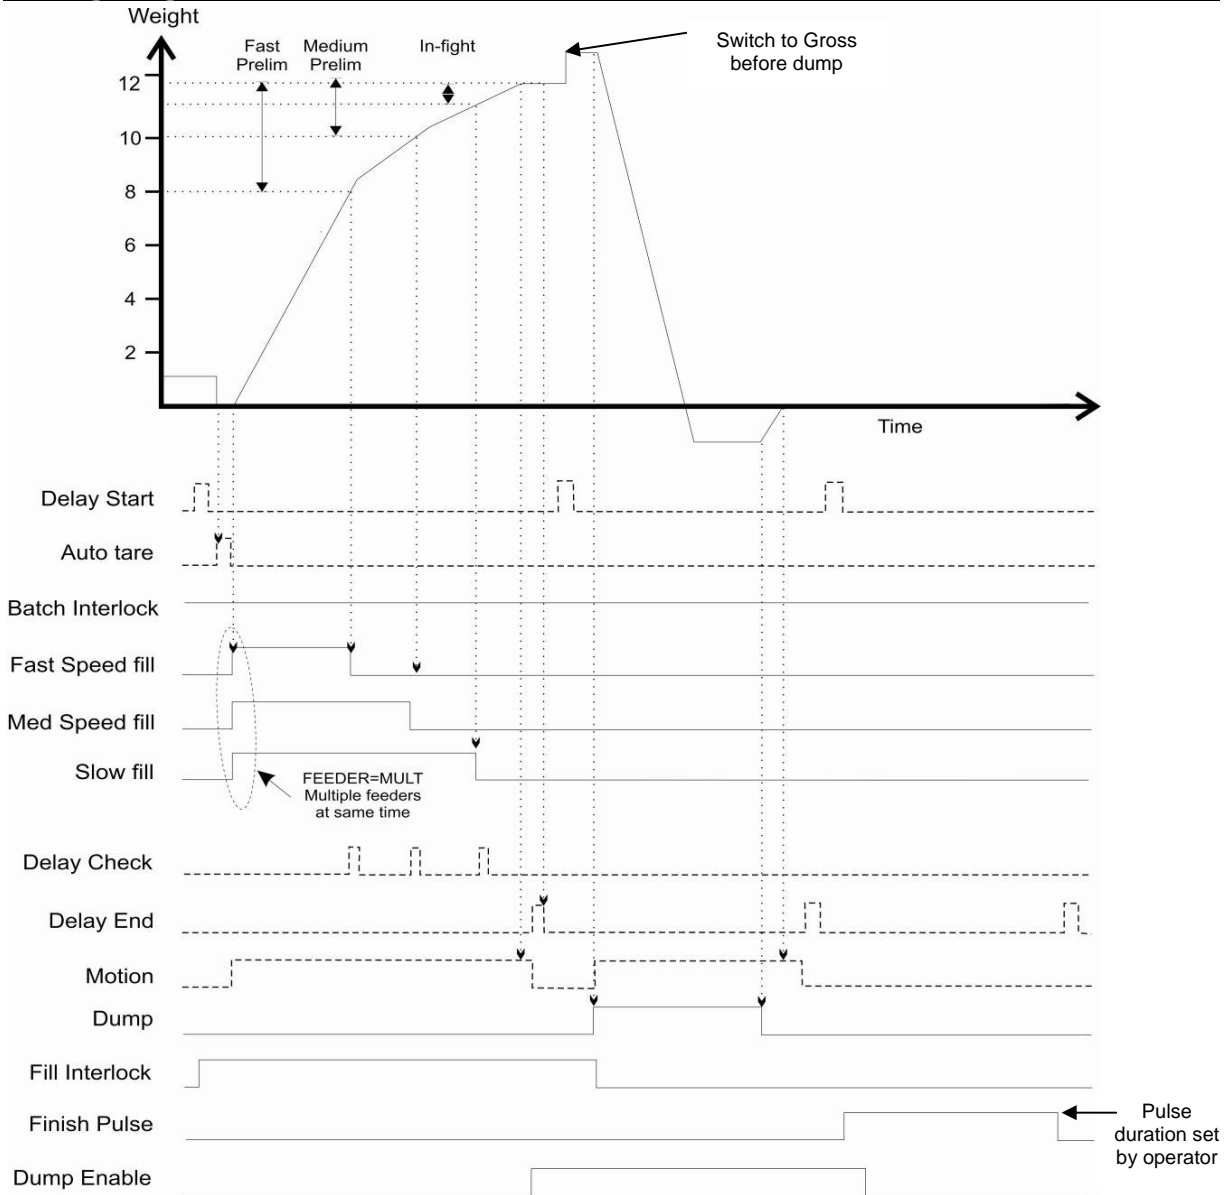 Weight
Fast
Prelim
Medium
Prelim
In-fight
Switch to Gross
before dump
12
10
8
6
4
2
Time
Delay Start
Auto tare
Batch Interlock
Fast Speed fill
Med Speed fill
Slow fill
FEEDER=MULT
Multiple feeders
at same time
Delay Check
Delay End
Motion
Dump
Fill Interlock
Finish Pulse
Pulse
duration set
by operator
Dump Enable